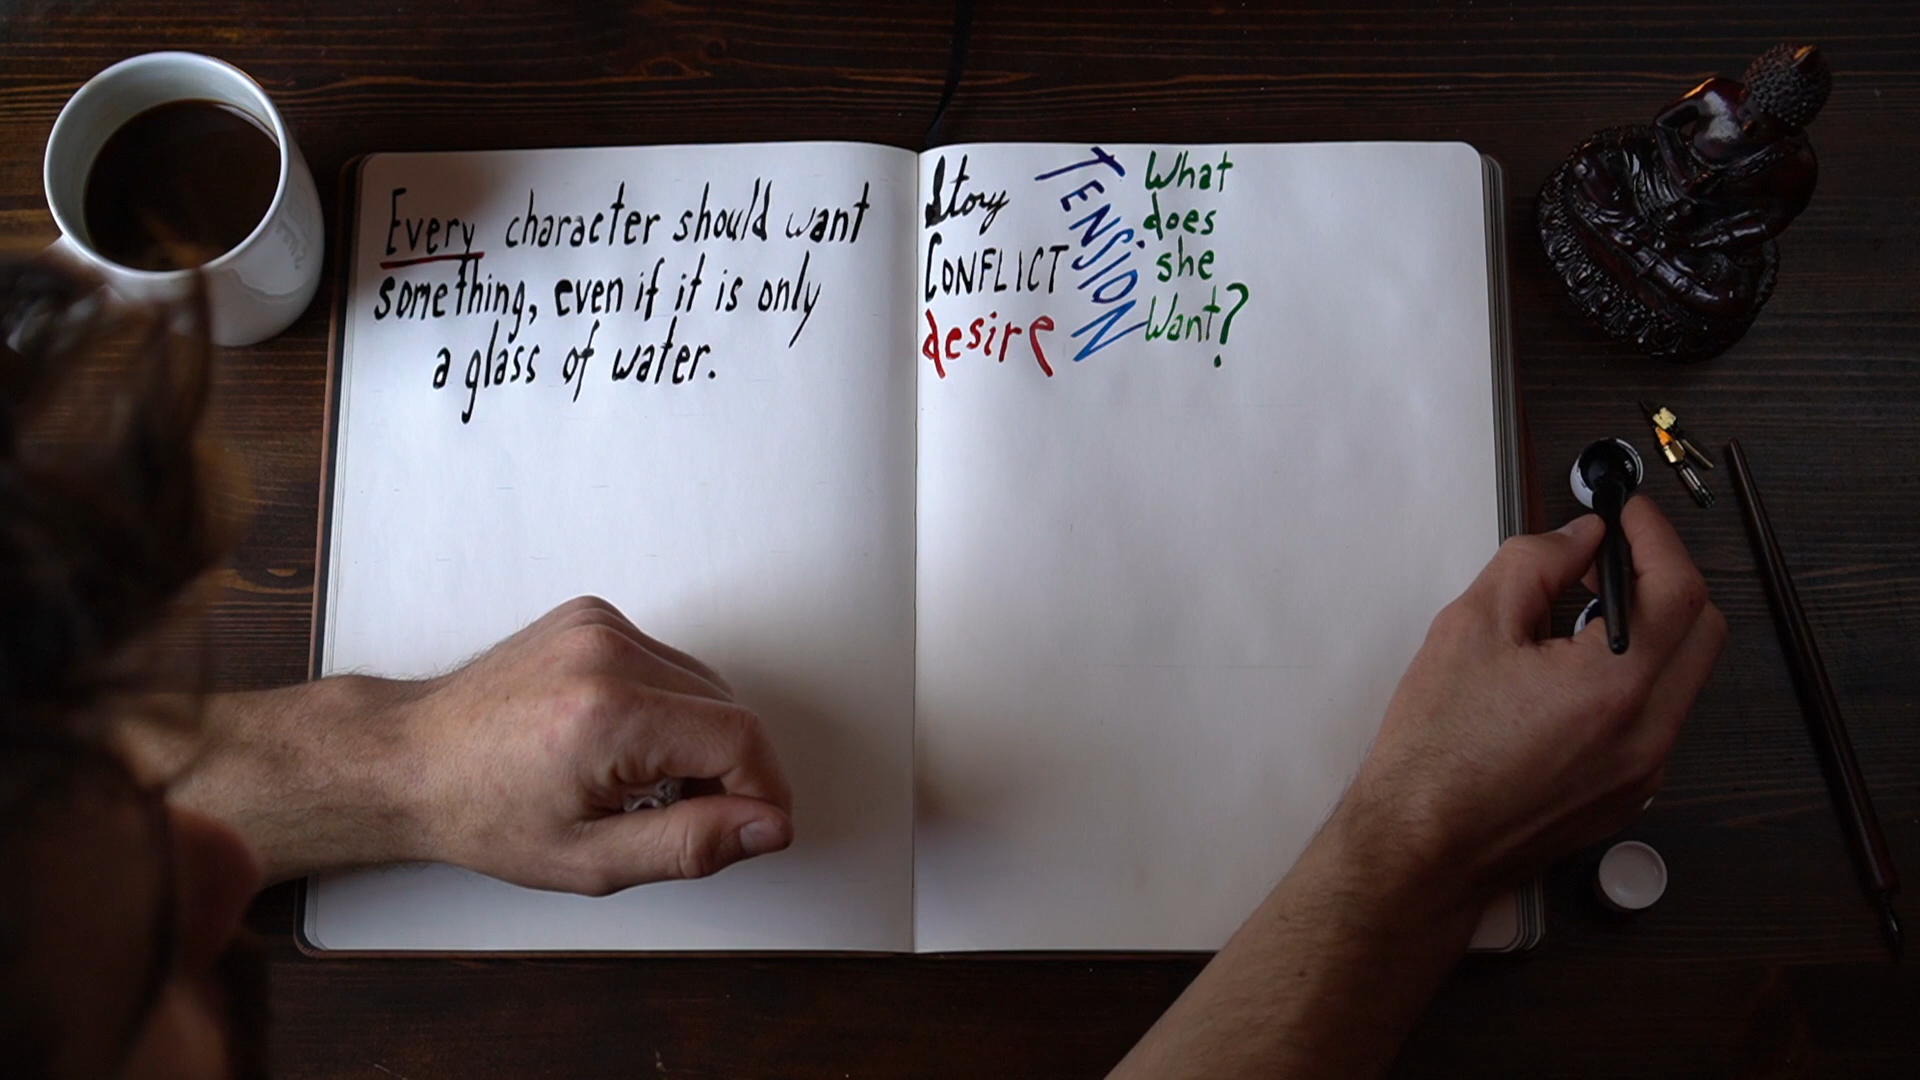 Every character should want
something, even if it is only
a glass of water.
Story
CONFLICT
desire
TENSION
What
does
she
Want?